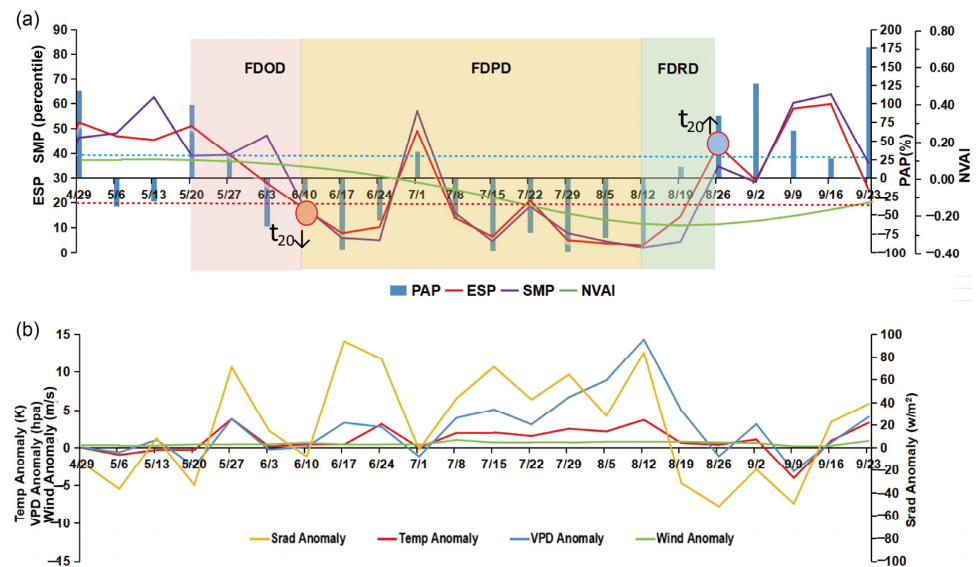 (a)
ESP SMP (percentile)
90
80
70
60
50
40
30
20
10
0
FDOD
FDPD
FDRD
t20↓
t20↑
4/29 5/6 5/13 5/20 5/27 6/3 6/10 6/17 6/24 7/1 7/8 7/15 7/22 7/29 8/5 8/12 8/19 8/26 9/2 9/9 9/16 9/23
200
175
150
125
100
75
50
25
0
−25
−50
−75
−100
PAP(%)
0.80
0.60
0.40
0.20
0.00
−0.20
−0.40
NVAI
PAP ESP SMP NVAI
(b)
Temp Anomaly (K)
VPD Anomaly (hpa)
Wind Anomaly (m/s)
15
10
5
0
−5
−10
−15
4/29 5/6 5/13 5/20 5/27 6/3 6/10 6/17 6/24 7/1 7/8 7/15 7/22 7/29 8/5 8/12 8/19 8/26 9/2 9/9 9/16 9/23
100
80
60
40
20
0
−20
−40
−60
−80
−100
Srad Anomaly (w/m²)
Srad Anomaly Temp Anomaly VPD Anomaly Wind Anomaly